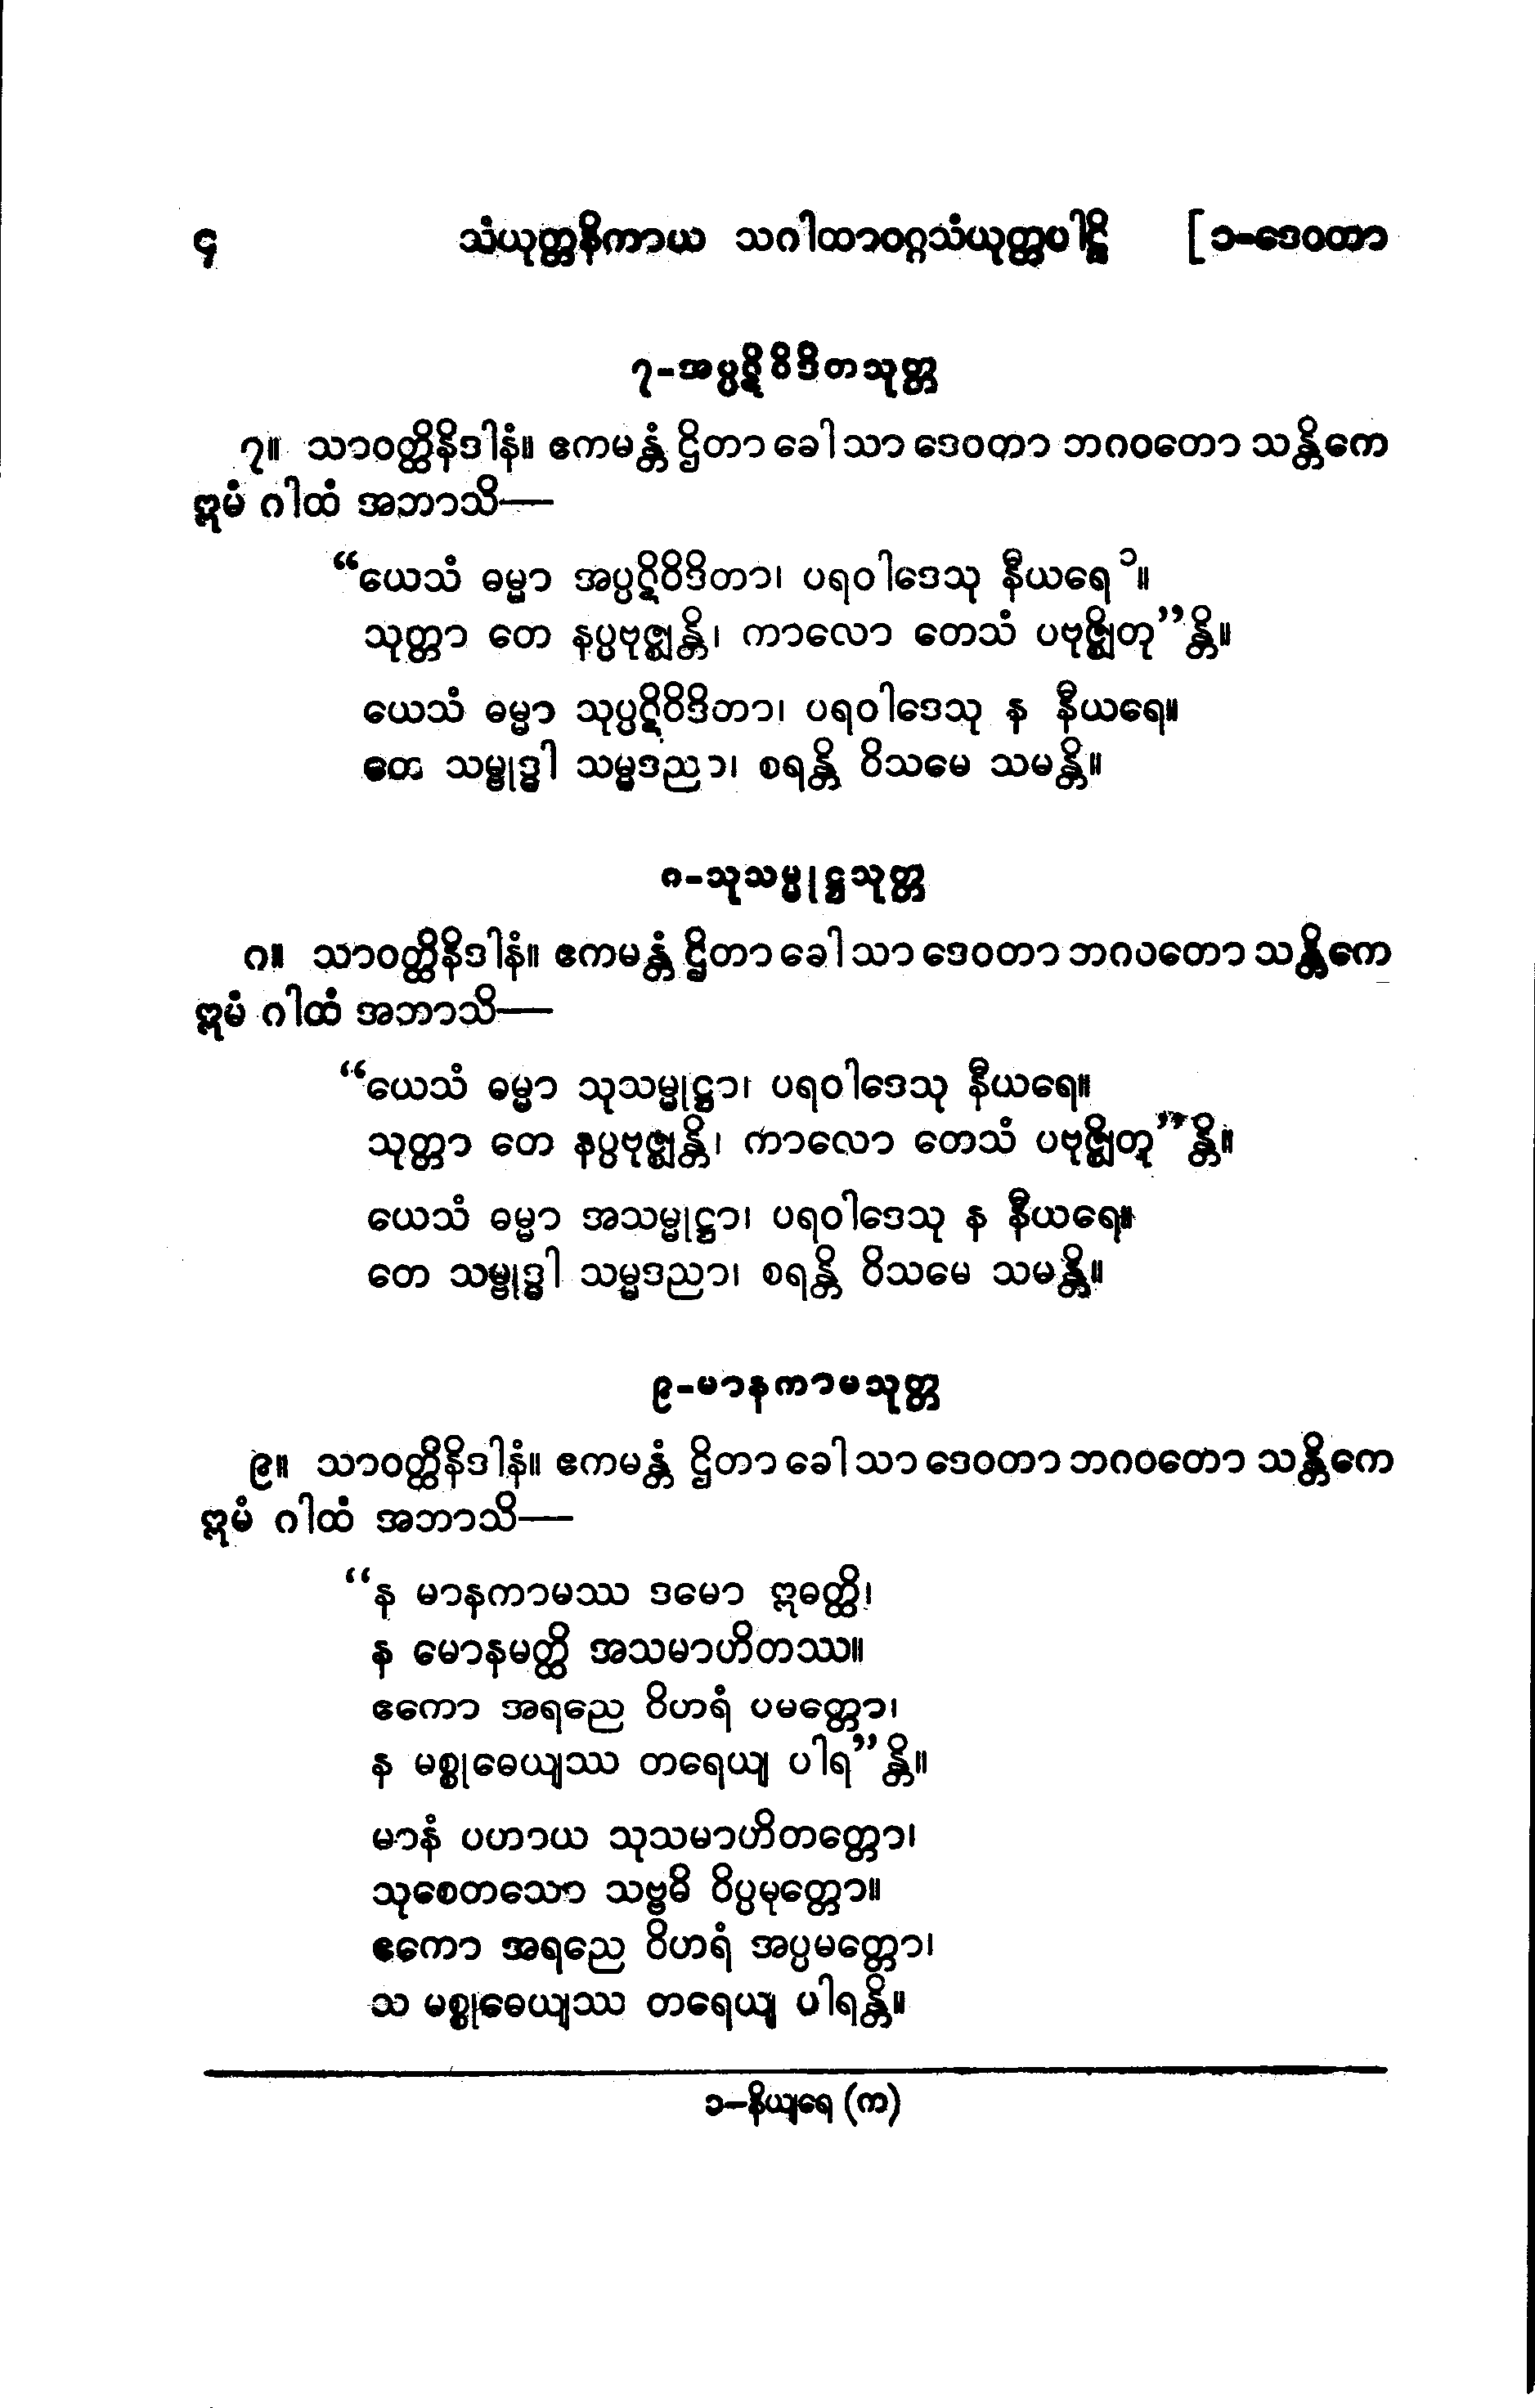 ၄ သံယုတ္တနိကာယ သဂါထာဝဂ္ဂသံယုတ္တပါဠိ [ ၁-ဒေဝတာ
၇-အပ္ပဋိဝိဒိတသုတ္တ
၇။ သာဝတ္ထိနိဒါနံ။ ဧကမန္တံ ဌိတာ ခေါ သာ ဒေဝတာ ဘဂဝတော သန္တိကေ
ဣမံ ဂါထံ အဘာသိ—
“ယေသံ ဓမ္မာ အပ္ပဋိဝိဒိတာ၊ ပရဝါဒေသု နီယရေ ၁။
သုတ္တာ တေ နပ္ပဗုဇ္ဈန္တိ၊ ကာလော တေသံ ပဗုဇ္ဈိတု”န္တိ။
ယေသံ ဓမ္မာ သုပ္ပဋိဝိဒိတာ၊ ပရဝါဒေသု န နီယရေ။
တေ သမ္ဗုဒ္ဓါ သမ္မဒညာ၊ စရန္တိ ဝိသမေ သမန္တိ။
၈-သုသမ္မုဋ္ဌသုတ္တ
၈။ သာဝတ္ထိနိဒါနံ။ ဧကမန္တံ ဌိတာ ခေါ သာ ဒေဝတာ ဘဂဝတော သန္တိကေ
ဣမံ ဂါထံ အဘာသိ—
“ယေသံ ဓမ္မာ သုသမ္မုဋ္ဌာ၊ ပရဝါဒေသု နီယရေ။
သုတ္တာ တေ နပ္ပဗုဇ္ဈန္တိ၊ ကာလော တေသံ ပဗုဇ္ဈိတု”န္တိ။
ယေသံ ဓမ္မာ အသမ္မုဋ္ဌာ၊ ပရဝါဒေသု န နီယရေ။
တေ သမ္ဗုဒ္ဓါ သမ္မဒညာ၊ စရန္တိ ဝိသမေ သမန္တိ။
၉-မာနကာမသုတ္တ
၉။ သာဝတ္ထိနိဒါနံ။ ဧကမန္တံ ဌိတာ ခေါ သာ ဒေဝတာ ဘဂဝတော သန္တိကေ
ဣမံ ဂါထံ အဘာသိ—
“န မာနကာမဿ ဒမော ဣဓတ္ထိ၊
န မောနမတ္ထိ အသမာဟိတဿ။
ဧကော အရညေ ဝိဟရံ ပမတ္တော၊
န မစ္စုဓေယျဿ တရေယျ ပါရ”န္တိ။
မာနံ ပဟာယ သုသမာဟိတတ္တော၊
သုစေတသော သဗ္ဗဓိ ဝိပ္ပမုတ္တော။
ဧကော အရညေ ဝိဟရံ အပ္ပမတ္တော၊
သ မစ္စုဓေယျဿ တရေယျ ပါရန္တိ။
၁—နိယျရေ (က)